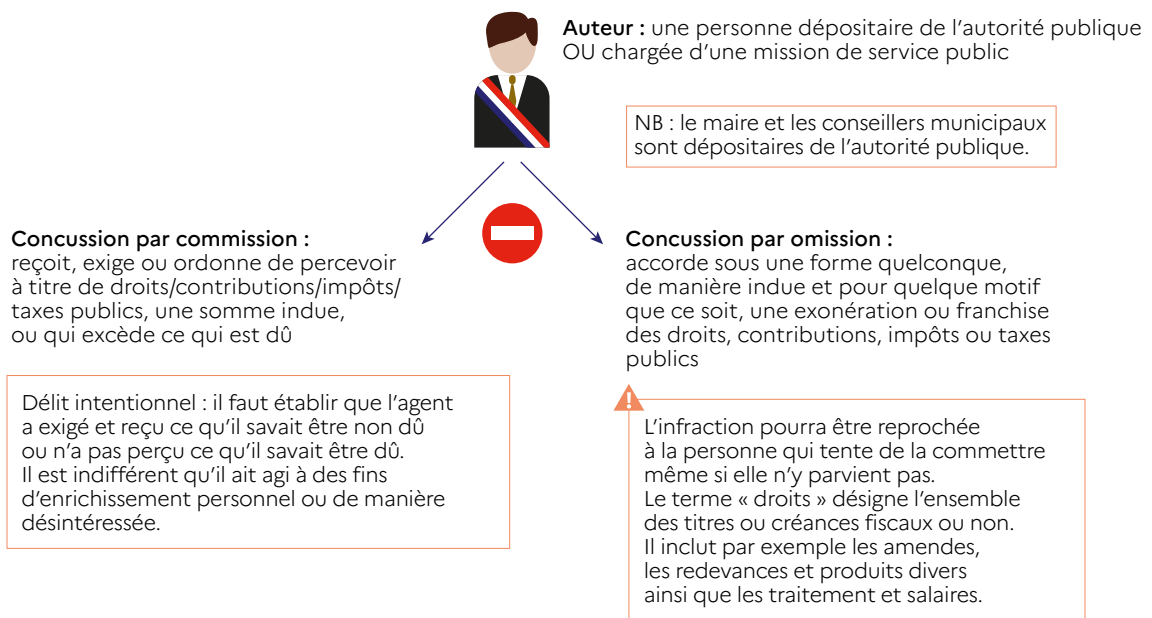 Auteur : une personne dépositaire de l’autorité publique
OU chargée d’une mission de service public
NB : le maire et les conseillers municipaux
sont dépositaires de l’autorité publique.
Concussion par commission :
reçoit, exige ou ordonne de percevoir
à titre de droits/contributions/impôts/
taxes publics, une somme indue,
ou qui excède ce qui est dû
Délit intentionnel : il faut établir que l’agent
a exigé et reçu ce qu’il savait être non dû
ou n’a pas perçu ce qu’il savait être dû.
Il est indifférent qu’il ait agi à des fins
d’enrichissement personnel ou de manière
désintéressée.
Concussion par omission :
accorde sous une forme quelconque,
de manière indue et pour quelque motif
que ce soit, une exonération ou franchise
des droits, contributions, impôts ou taxes
publics
L’infraction pourra être reprochée
à la personne qui tente de la commettre
même si elle n’y parvient pas.
Le terme « droits » désigne l’ensemble
des titres ou créances fiscaux ou non.
Il inclut par exemple les amendes,
les redevances et produits divers
ainsi que les traitement et salaires.